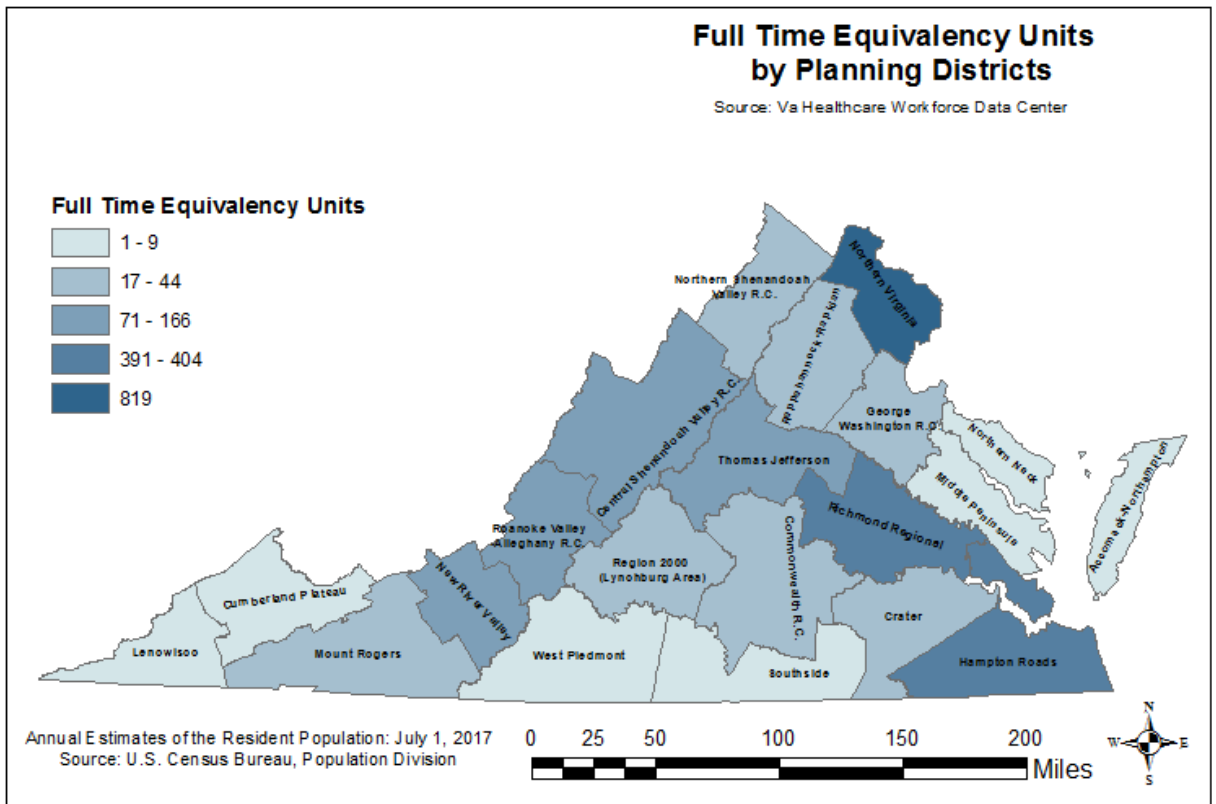 Full Time Equivalency Units
by Planning Districts
Source: Va Healthcare Workforce Data Center
Full Time Equivalency Units
1 - 9
17 - 44
71 - 166
391 - 404
819
Northern Virginia
Northern Shenandoah
Valley R.C.
Rappahannock-Rapidan
Central Shenandoah Valley R.C.
George
Washington R.C.
Northern Neck
Thomas Jefferson
Middle Peninsula
Accomack-Northampton
Richmond Regional
Roanoke Valley
Alleghany R.C.
Region 2000
(Lynchburg Area)
Commonwealth R.C.
New River Valley
Cumberland Plateau
Crater
Lenowisco
Mount Rogers
West Piedmont
Southside
Hampton Roads
Annual Estimates of the Resident Population: July 1, 2017
Source: U.S. Census Bureau, Population Division
0 25 50 100 150 200
Miles
N
W E
S